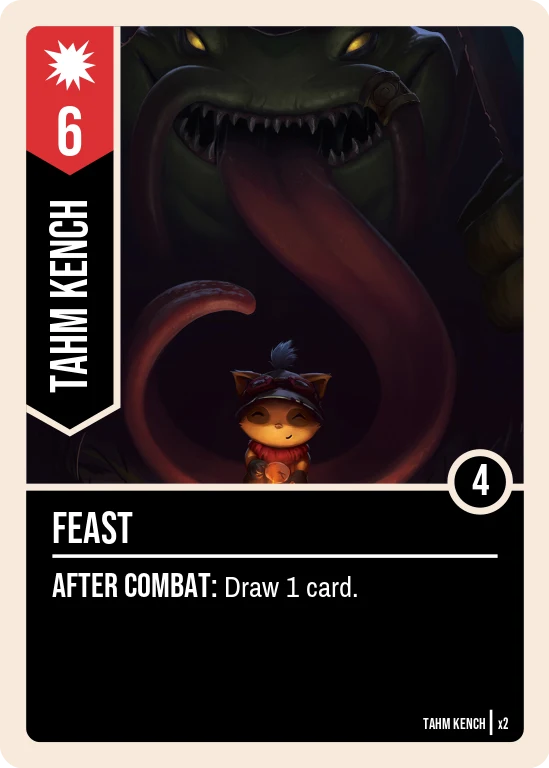 6
TAHM KENCH
4
FEAST
AFTER COMBAT: Draw 1 card.
TAHM KENCH | x2